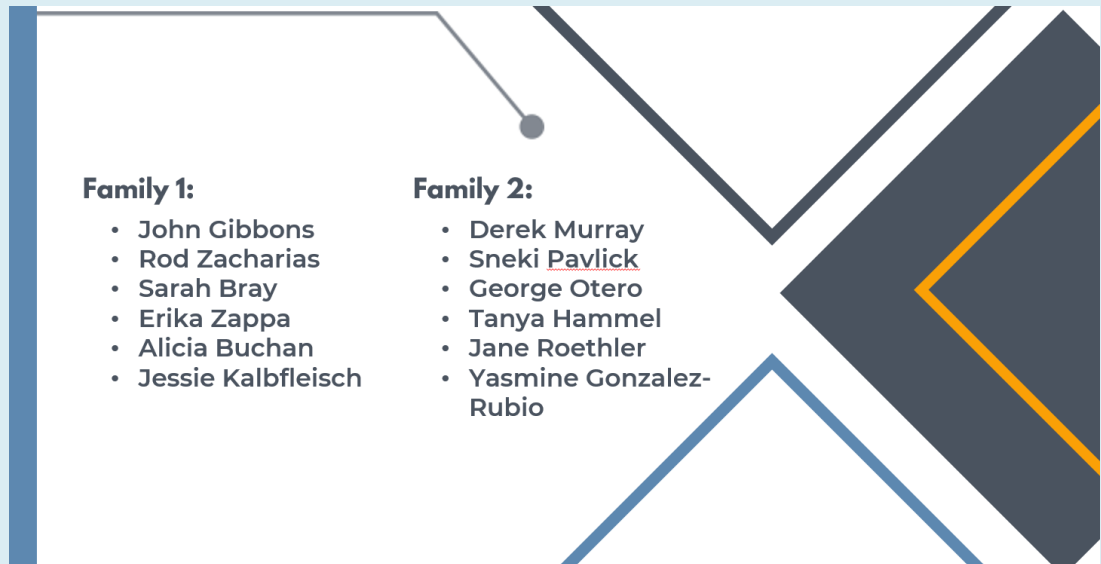 Family 1:
• John Gibbons
• Rod Zacharias
• Sarah Bray
• Erika Zappa
• Alicia Buchan
• Jessie Kalbfleisch
Family 2:
• Derek Murray
• Sneki Pavlick
• George Otero
• Tanya Hammel
• Jane Roethler
• Yasmine Gonzalez-
Rubio